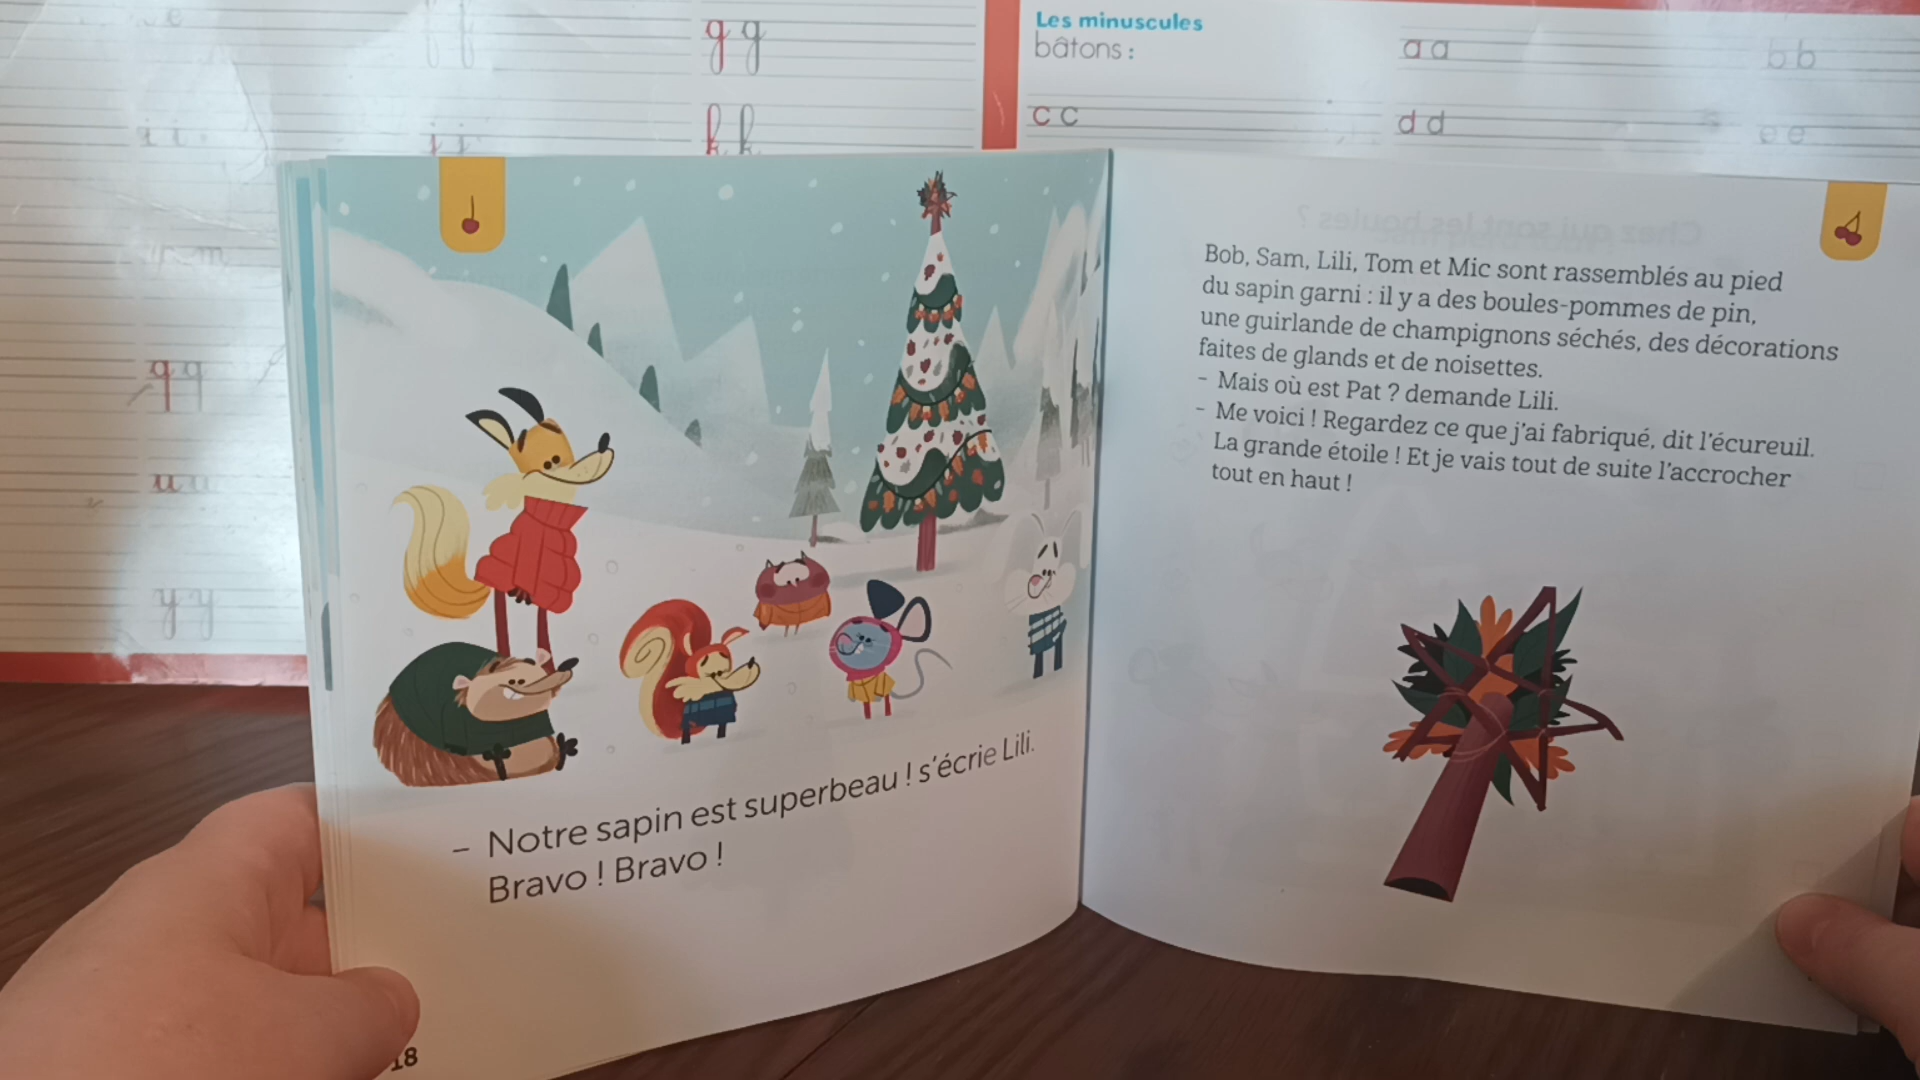 g g
k k
i i
j j
q q
u u
y y
Les minuscules
bâtons :
a a
b b
c c
d d
e e
– Notre sapin est superbeau ! s'écrie Lili.
Bravo ! Bravo !
18
Bob, Sam, Lili, Tom et Mic sont rassemblés au pied
du sapin garni : il y a des boules-pommes de pin,
une guirlande de champignons séchés, des décorations
faites de glands et de noisettes.
– Mais où est Pat ? demande Lili.
– Me voici ! Regardez ce que j'ai fabriqué, dit l'écureuil.
La grande étoile ! Et je vais tout de suite l'accrocher
tout en haut !